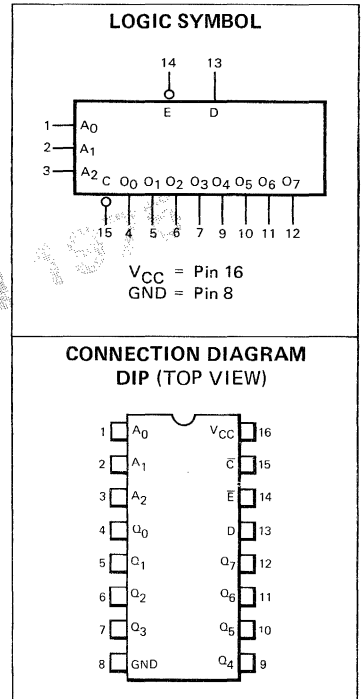 LOGIC SYMBOL
14 13
E D
1 A0
2 A1
3 A2
C O0 O1 O2 O3 O4 O5 O6 O7
15 4 5 6 7 9 10 11 12
VCC = Pin 16
GND = Pin 8
1975
CONNECTION DIAGRAM
DIP (TOP VIEW)
1 A0 VCC 16
2 A1 C̅ 15
3 A2 E̅ 14
4 Q0 D 13
5 Q1 Q7 12
6 Q2 Q6 11
7 Q3 Q5 10
8 GND Q4 9